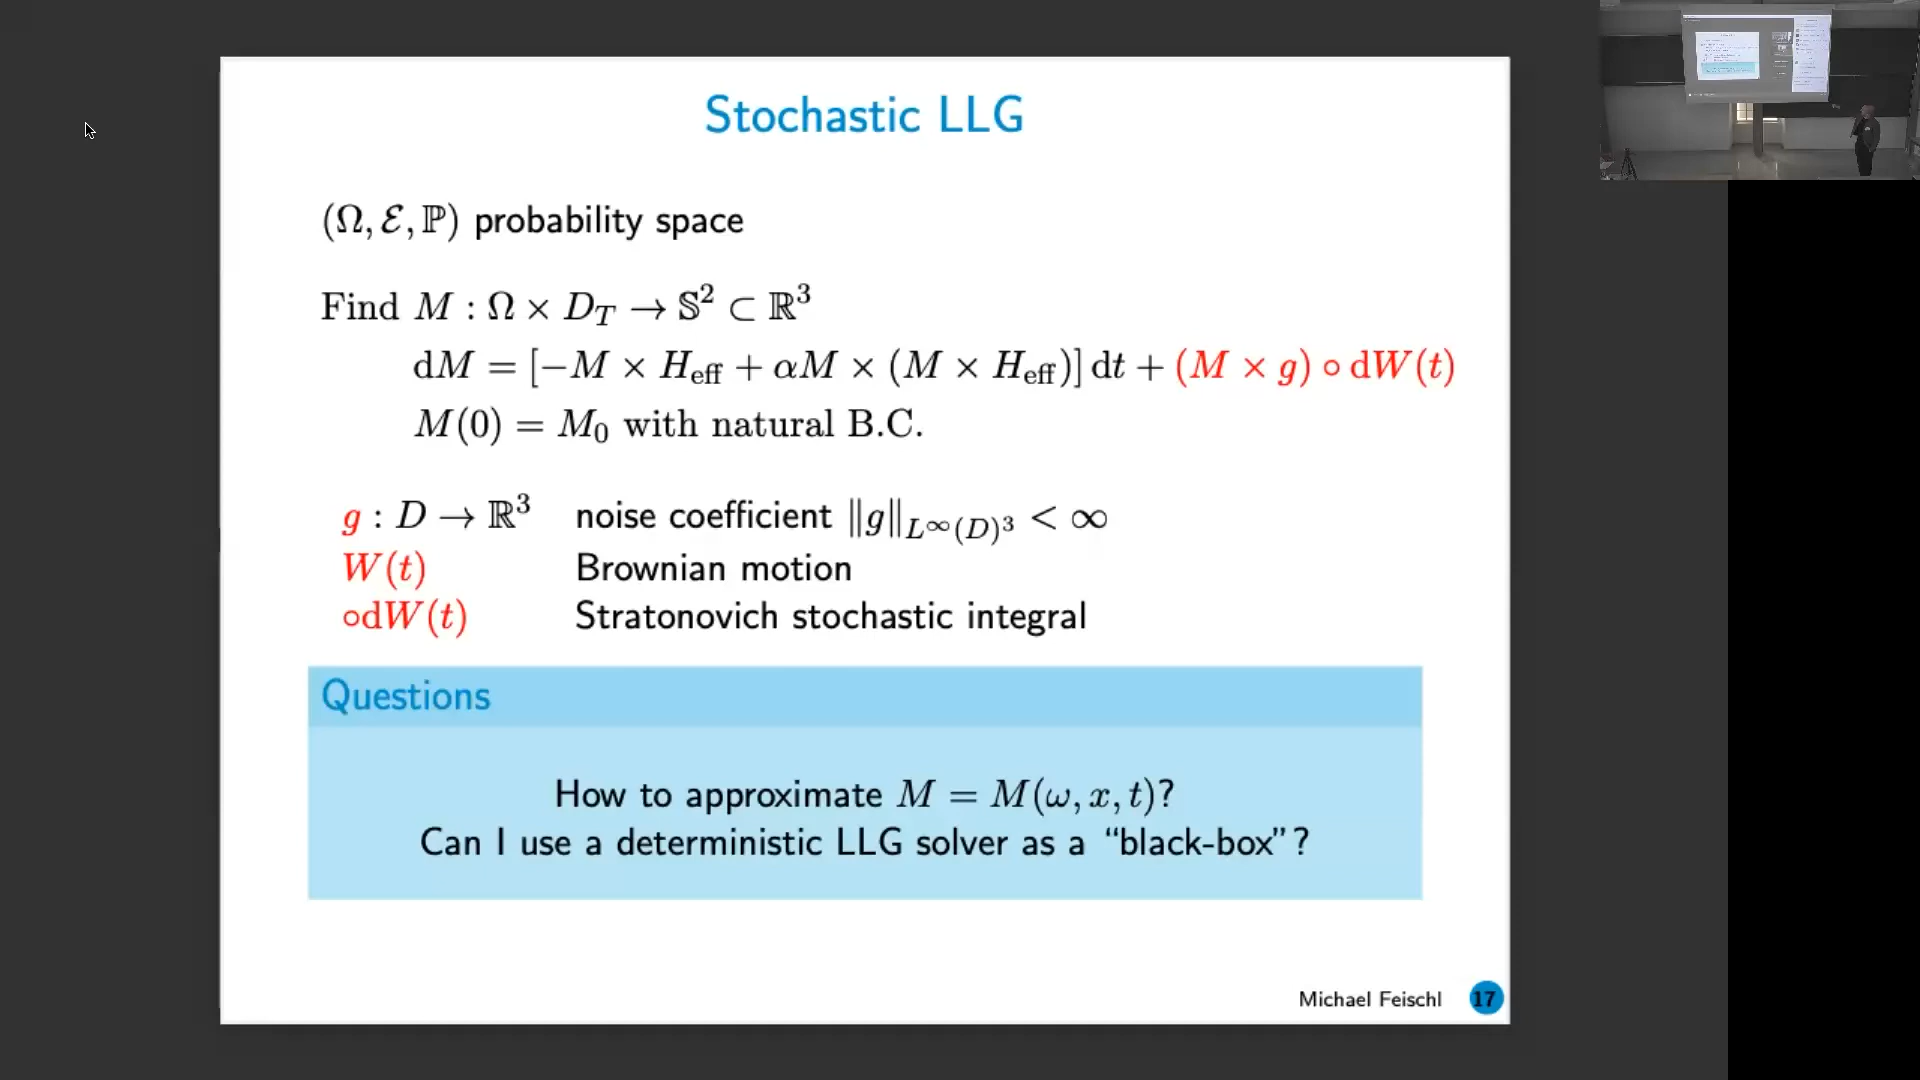 Stochastic LLG
(Ω, ℰ, ℙ) probability space
Find M : Ω × D_T → 𝕊² ⊂ ℝ³
dM = [−M × H_eff + αM × (M × H_eff)] dt + (M × g) ∘ dW(t)
M(0) = M₀ with natural B.C.
g : D → ℝ³ noise coefficient ‖g‖_{L^∞(D)³} < ∞
W(t) Brownian motion
∘dW(t) Stratonovich stochastic integral
Questions
How to approximate M = M(ω, x, t)?
Can I use a deterministic LLG solver as a “black-box”?
Michael Feischl 17